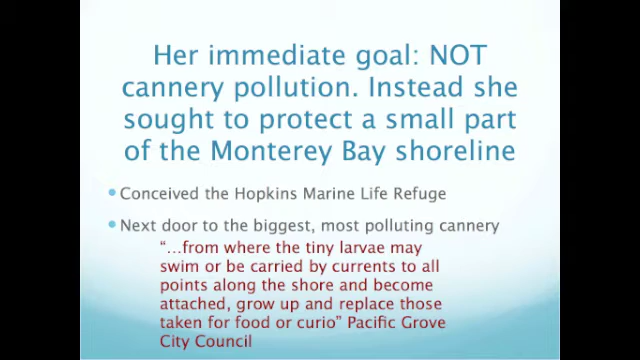 Her immediate goal: NOT
cannery pollution. Instead she
sought to protect a small part
of the Monterey Bay shoreline
Conceived the Hopkins Marine Life Refuge
Next door to the biggest, most polluting cannery
“…from where the tiny larvae may
swim or be carried by currents to all
points along the shore and become
attached, grow up and replace those
taken for food or curio” Pacific Grove
City Council